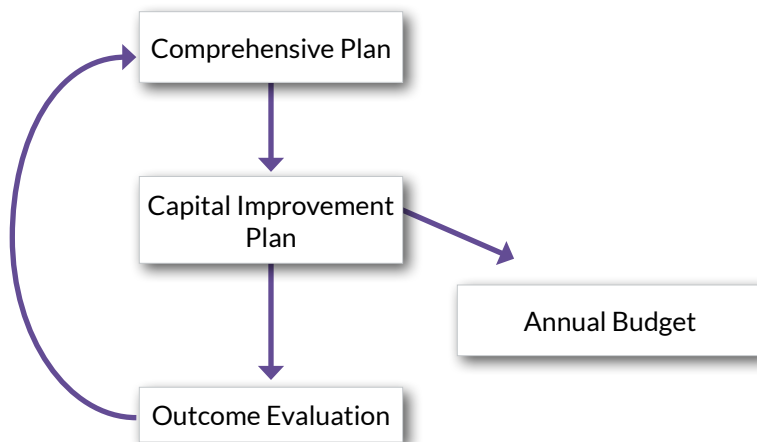 Comprehensive Plan
Capital Improvement
Plan
Annual Budget
Outcome Evaluation